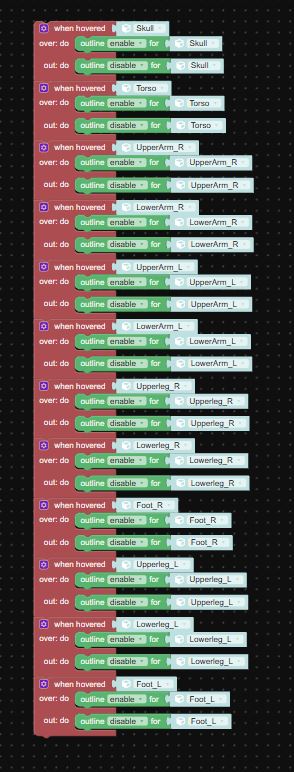 when hovered Skull
over: do outline enable for Skull
out: do outline disable for Skull
when hovered Torso
over: do outline enable for Torso
out: do outline disable for Torso
when hovered UpperArm_R
over: do outline enable for UpperArm_R
out: do outline disable for UpperArm_R
when hovered LowerArm_R
over: do outline enable for LowerArm_R
out: do outline disable for LowerArm_R
when hovered UpperArm_L
over: do outline enable for UpperArm_L
out: do outline disable for UpperArm_L
when hovered LowerArm_L
over: do outline enable for LowerArm_L
out: do outline disable for LowerArm_L
when hovered Upperleg_R
over: do outline enable for Upperleg_R
out: do outline disable for Upperleg_R
when hovered Lowerleg_R
over: do outline enable for Lowerleg_R
out: do outline disable for Lowerleg_R
when hovered Foot_R
over: do outline enable for Foot_R
out: do outline disable for Foot_R
when hovered Upperleg_L
over: do outline enable for Upperleg_L
out: do outline disable for Upperleg_L
when hovered Lowerleg_L
over: do outline enable for Lowerleg_L
out: do outline disable for Lowerleg_L
when hovered Foot_L
over: do outline enable for Foot_L
out: do outline disable for Foot_L